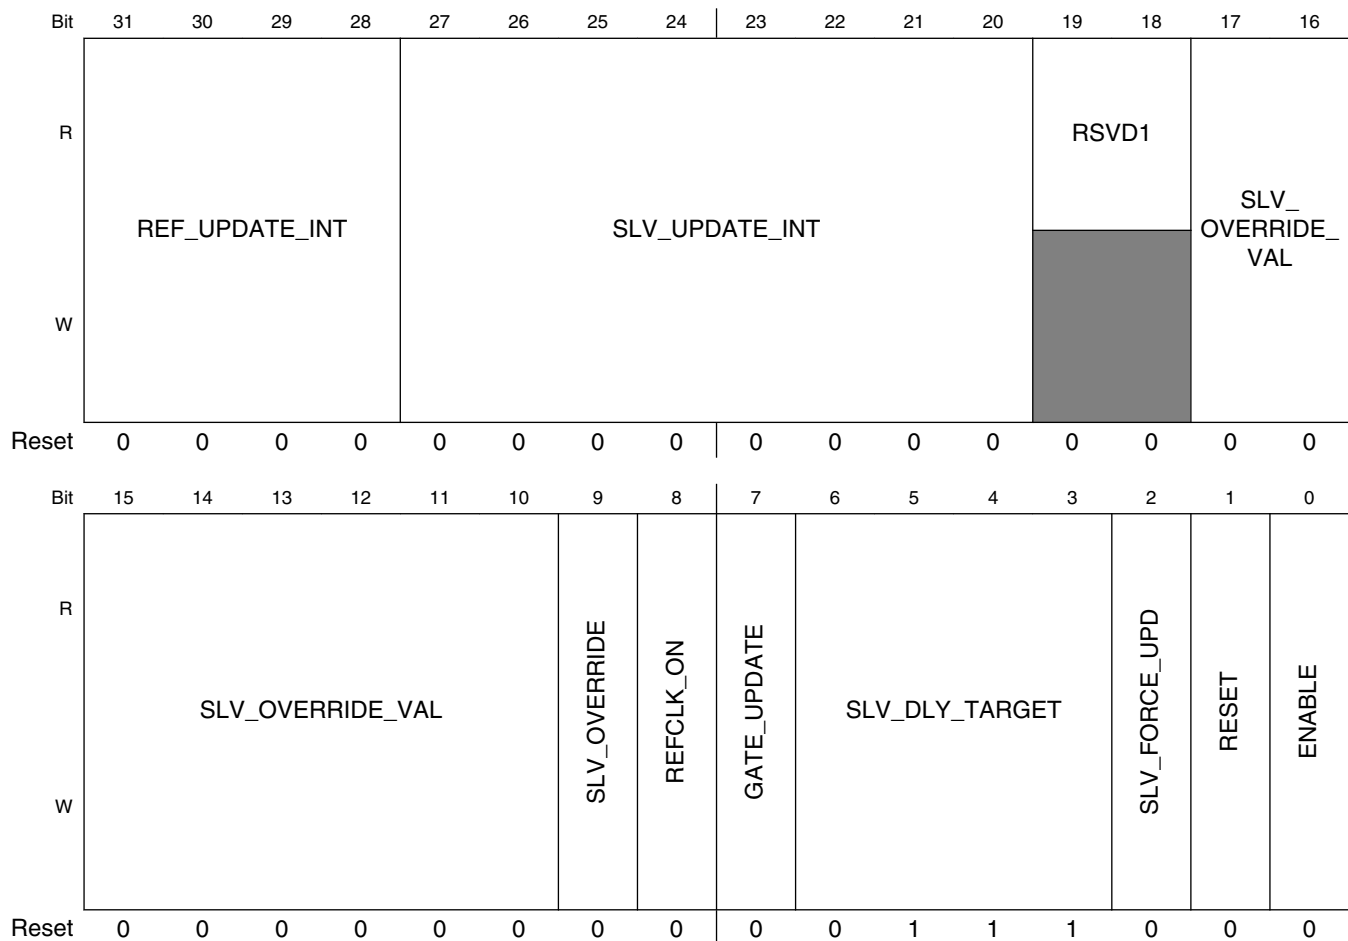 Bit 31 30 29 28 27 26 25 24 23 22 21 20 19 18 17 16
R
RSVD1
REF_UPDATE_INT
SLV_UPDATE_INT
SLV_
OVERRIDE_
VAL
W
Reset 0 0 0 0 0 0 0 0 0 0 0 0 0 0 0 0
Bit 15 14 13 12 11 10 9 8 7 6 5 4 3 2 1 0
R
SLV_OVERRIDE_VAL
SLV_OVERRIDE
REFCLK_ON
GATE_UPDATE
SLV_DLY_TARGET
SLV_FORCE_UPD
RESET
ENABLE
W
Reset 0 0 0 0 0 0 0 0 0 0 1 1 1 0 0 0